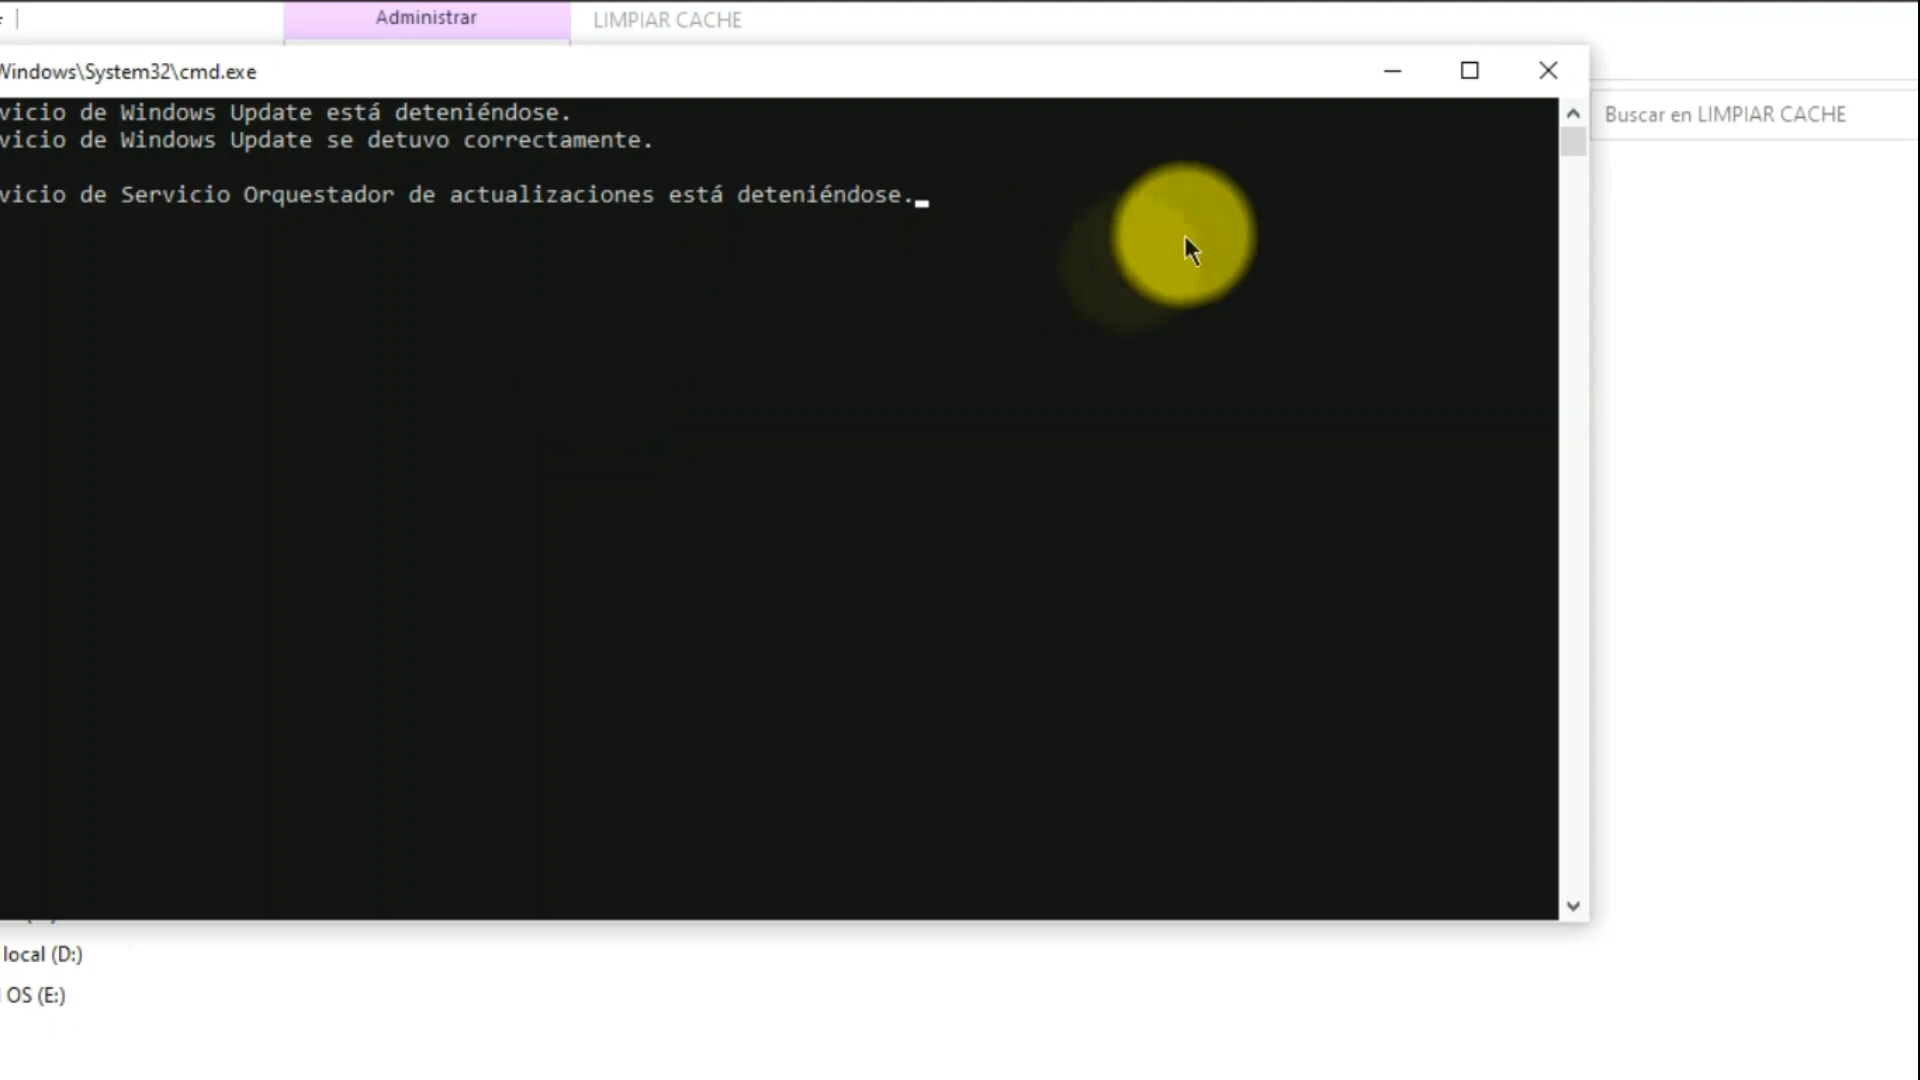 Administrar
LIMPIAR CACHE
Windows\System32\cmd.exe
vicio de Windows Update está deteniéndose.
vicio de Windows Update se detuvo correctamente.
vicio de Servicio Orquestador de actualizaciones está deteniéndose.
Buscar en LIMPIAR CACHE
local (D:)
OS (E:)